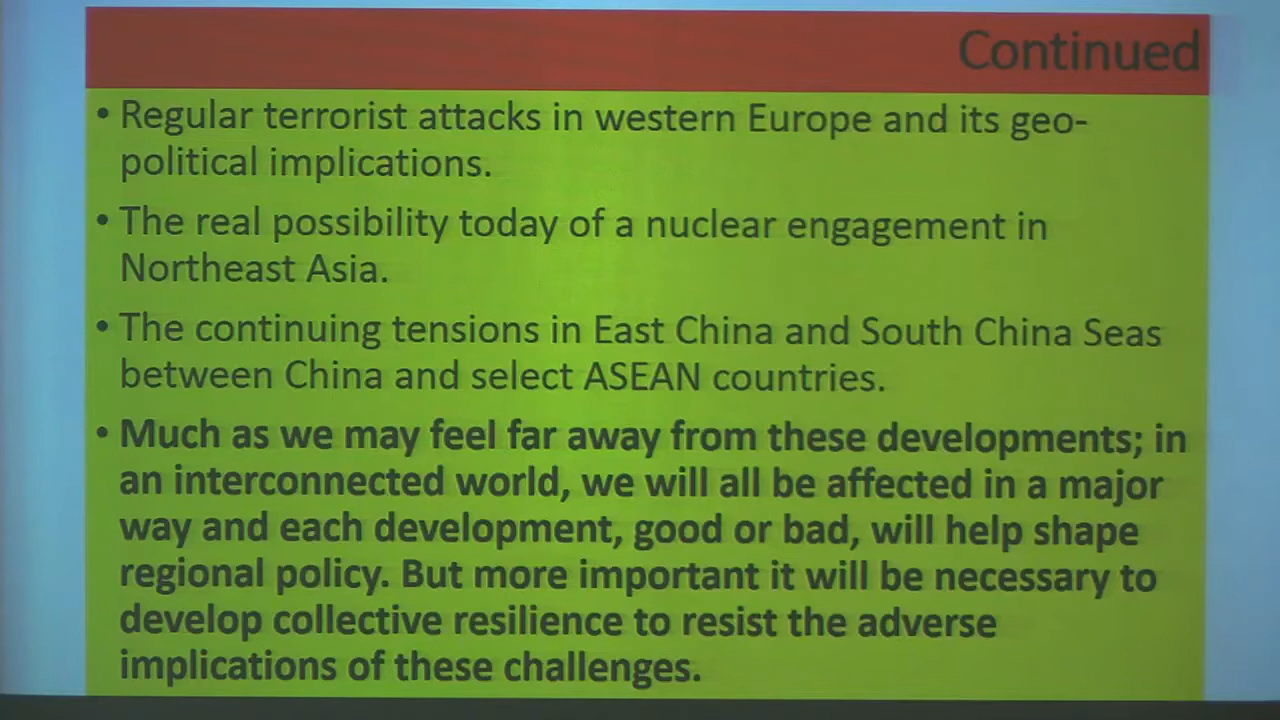 Continued
• Regular terrorist attacks in western Europe and its geo-
political implications.
• The real possibility today of a nuclear engagement in
Northeast Asia.
• The continuing tensions in East China and South China Seas
between China and select ASEAN countries.
• Much as we may feel far away from these developments; in
an interconnected world, we will all be affected in a major
way and each development, good or bad, will help shape
regional policy. But more important it will be necessary to
develop collective resilience to resist the adverse
implications of these challenges.